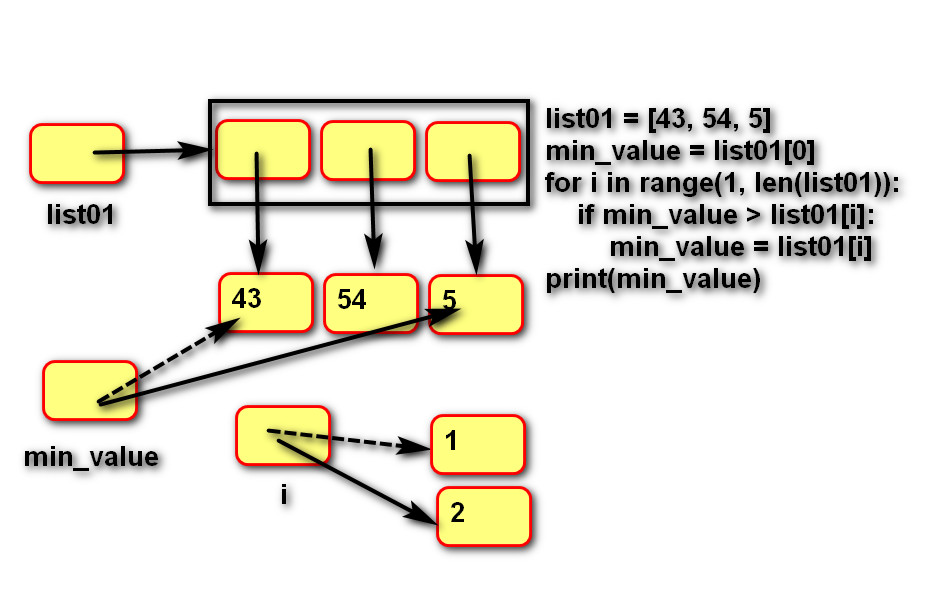 list01 = [43, 54, 5]
min_value = list01[0]
for i in range(1, len(list01)):
    if min_value > list01[i]:
        min_value = list01[i]
print(min_value)
list01
43
54
5
min_value
i
1
2